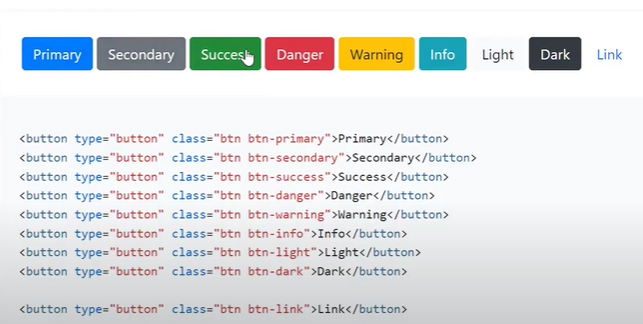 Primary Secondary Success Danger Warning Info Light Dark Link
<button type="button" class="btn btn-primary">Primary</button>
<button type="button" class="btn btn-secondary">Secondary</button>
<button type="button" class="btn btn-success">Success</button>
<button type="button" class="btn btn-danger">Danger</button>
<button type="button" class="btn btn-warning">Warning</button>
<button type="button" class="btn btn-info">Info</button>
<button type="button" class="btn btn-light">Light</button>
<button type="button" class="btn btn-dark">Dark</button>
<button type="button" class="btn btn-link">Link</button>